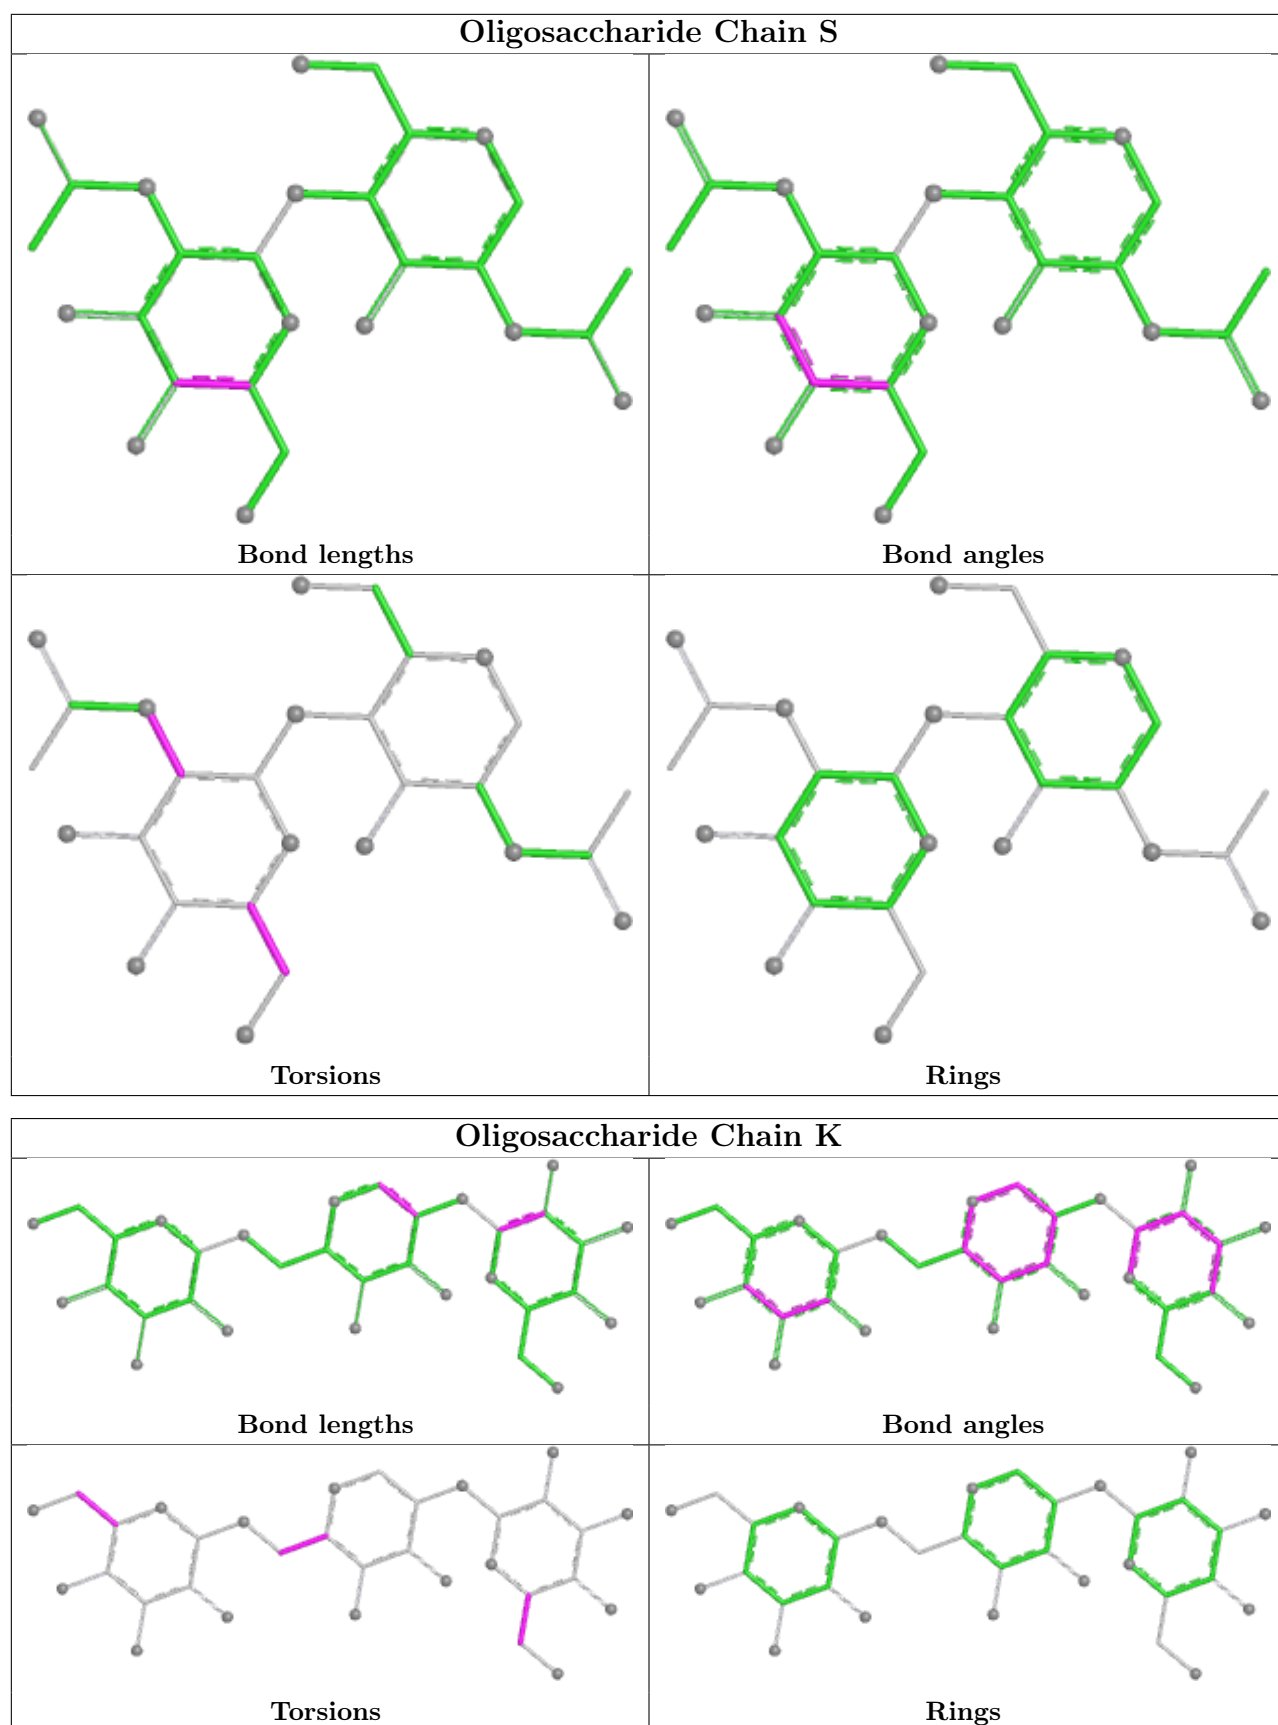 Oligosaccharide Chain S
Bond lengths
Bond angles
Torsions
Rings
Oligosaccharide Chain K
Bond lengths
Bond angles
Torsions
Rings